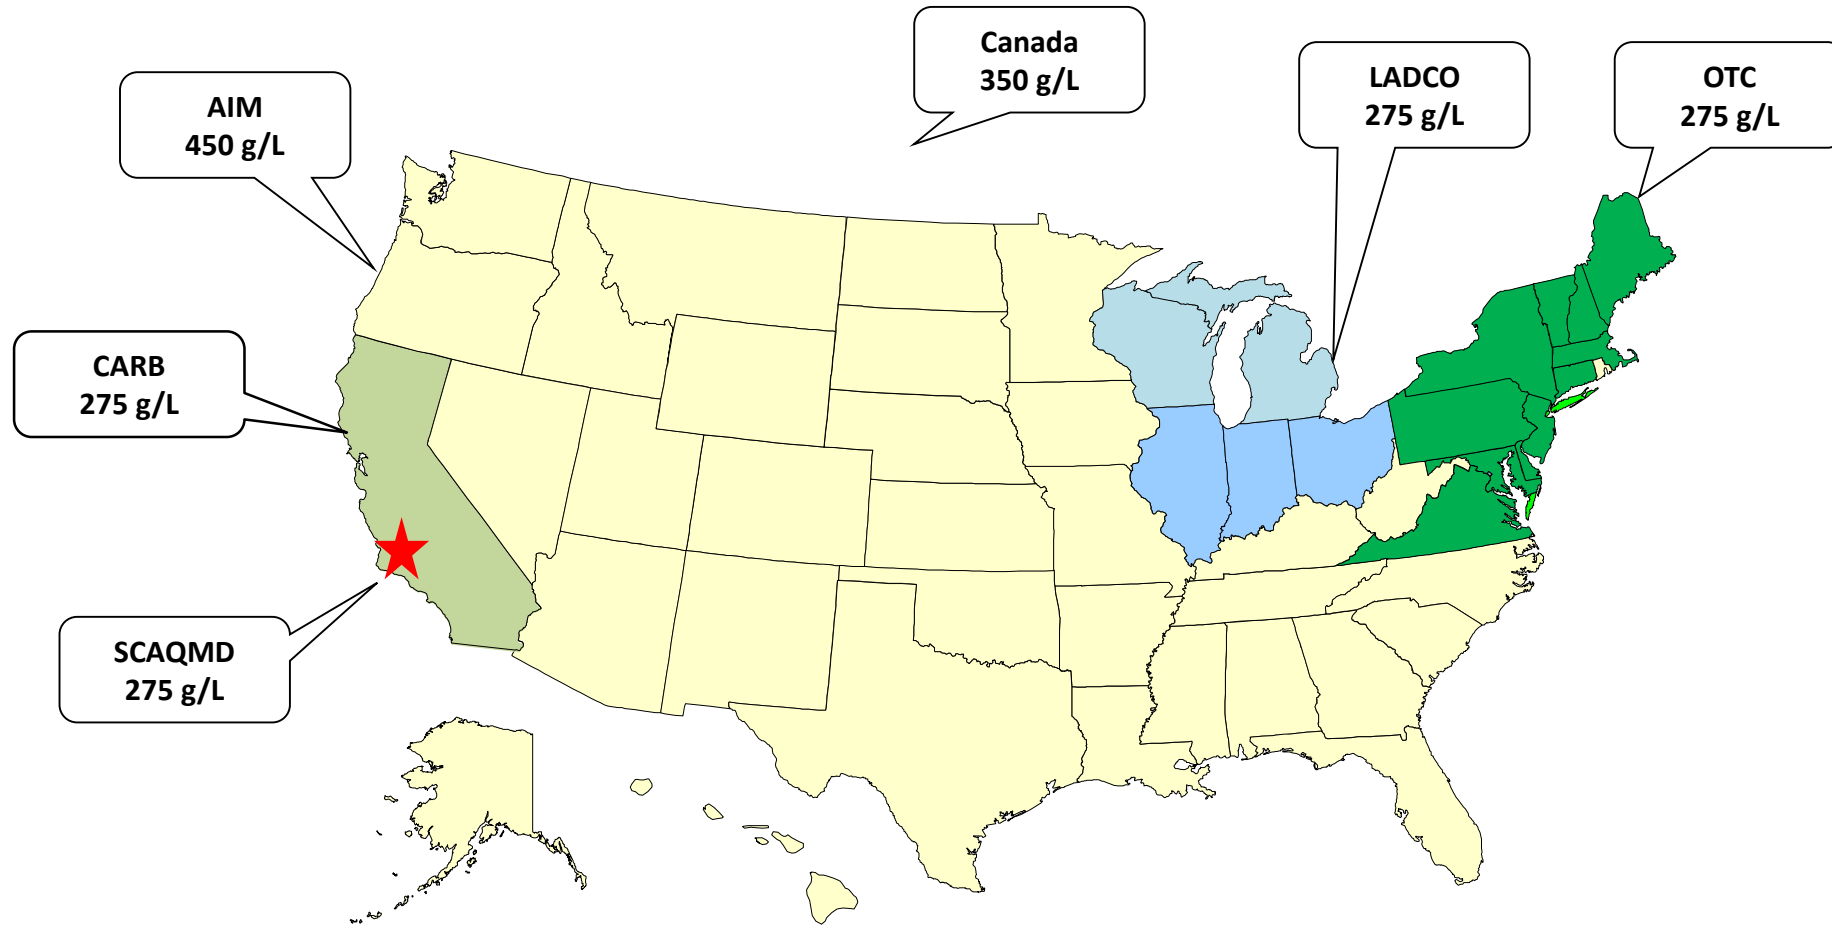 Canada
350 g/L
AIM
450 g/L
LADCO
275 g/L
OTC
275 g/L
CARB
275 g/L
SCAQMD
275 g/L